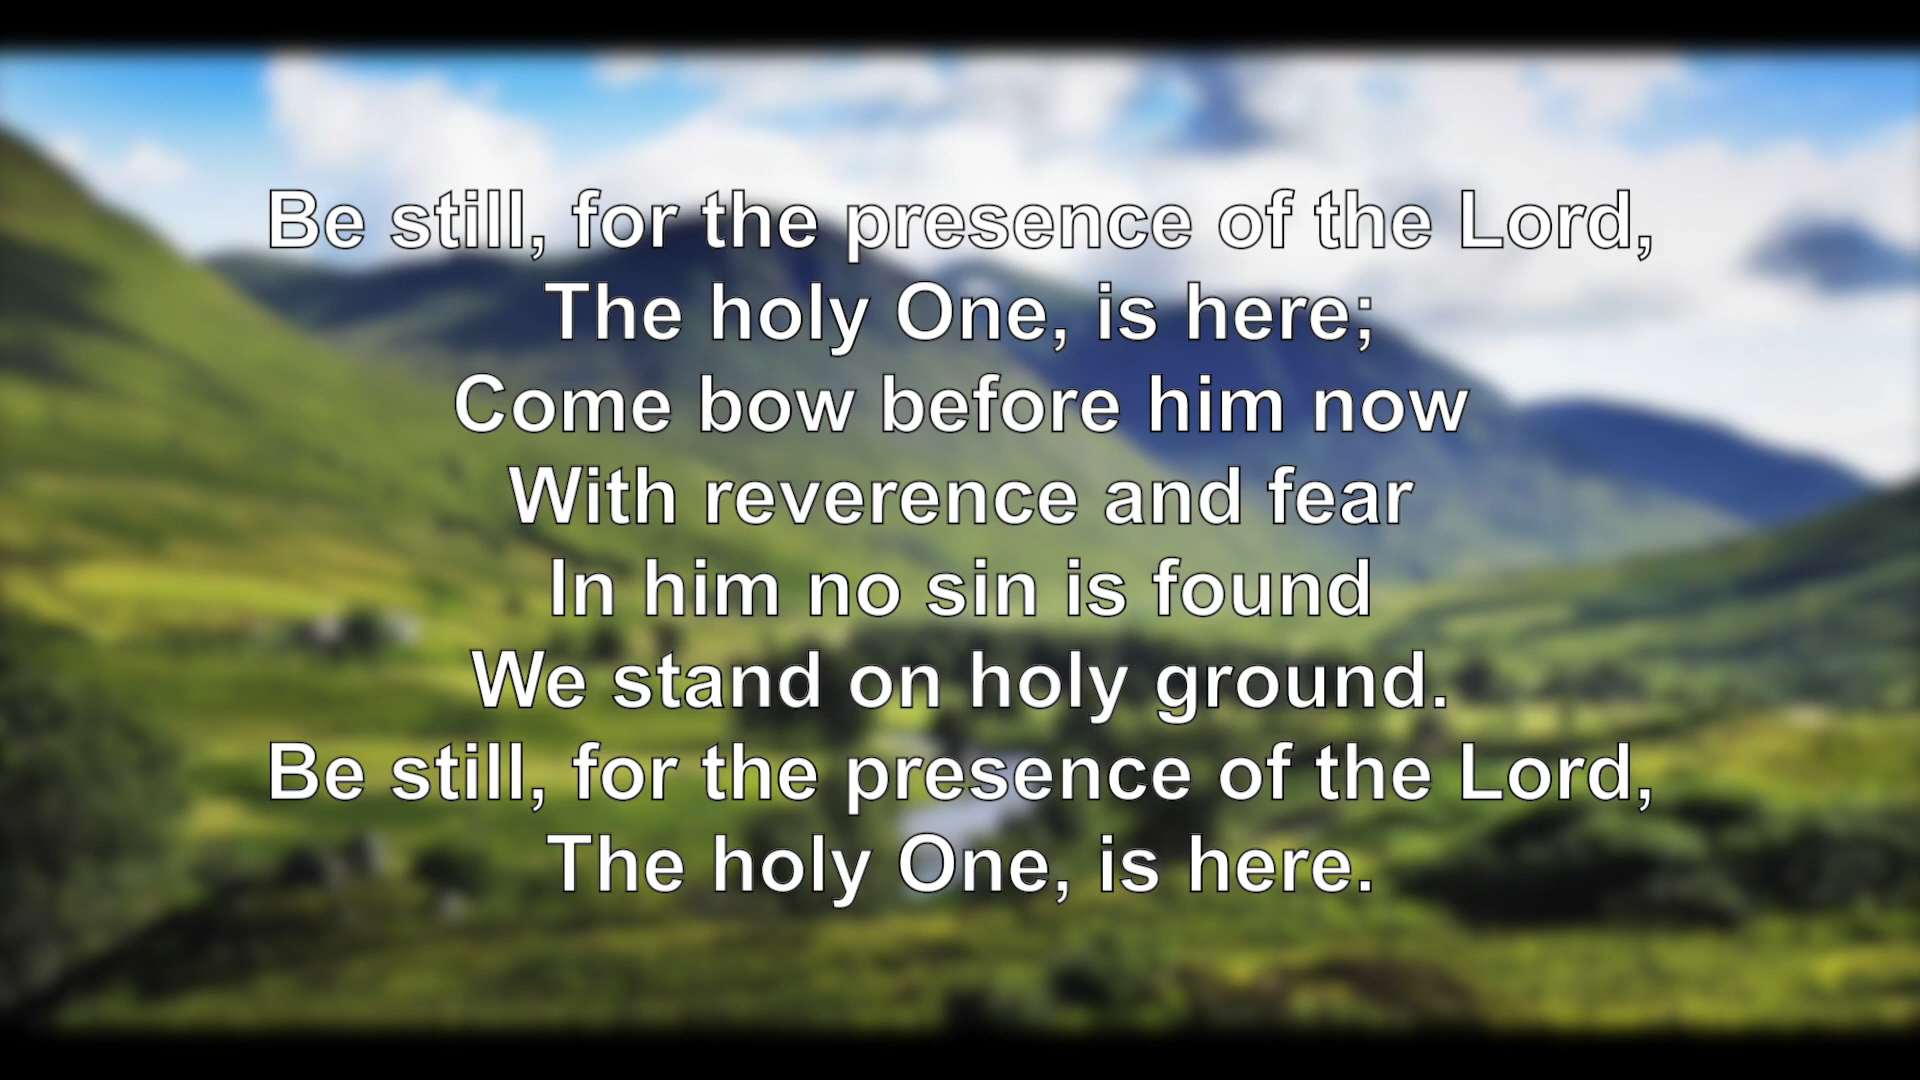 Be still, for the presence of the Lord,
The holy One, is here;
Come bow before him now
With reverence and fear
In him no sin is found
We stand on holy ground.
Be still, for the presence of the Lord,
The holy One, is here.